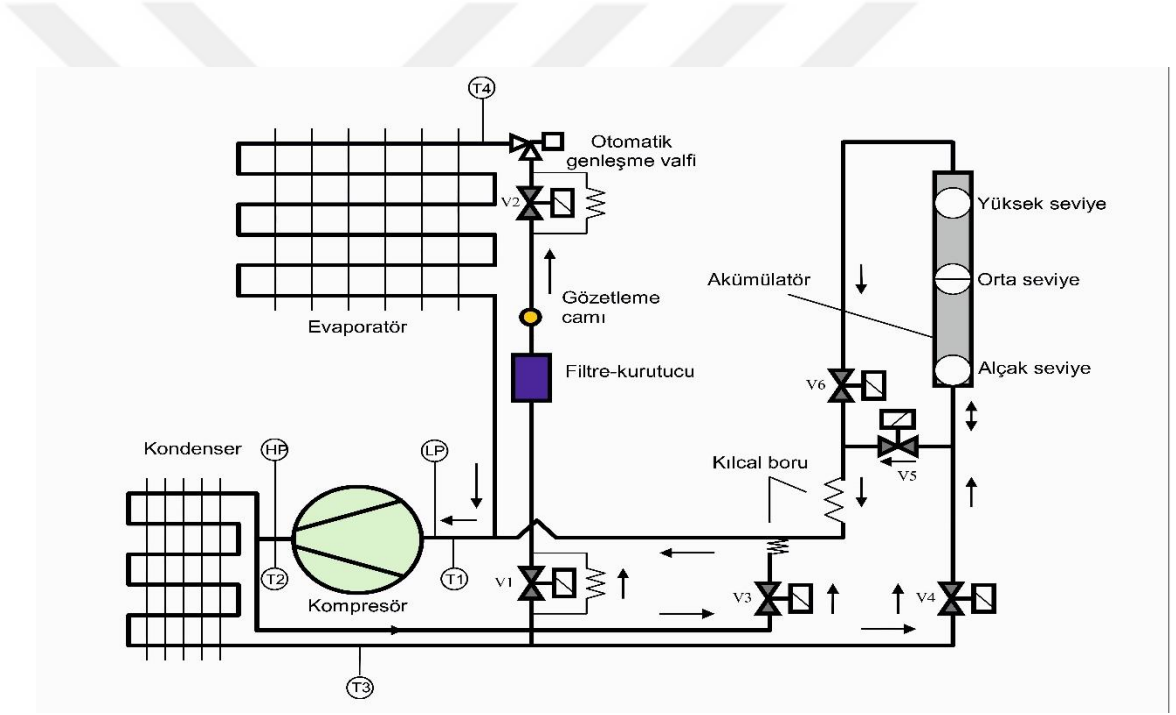 T4
Otomatik
genleşme valfi
V2
Yüksek seviye
Akümülatör
Orta seviye
Gözetleme
camı
Evaporatör
Filtre-kurutucu
Alçak seviye
V6
Kondenser
HP
LP
Kılcal boru
V5
T2
T1
Kompresör
V1
V3
V4
T3